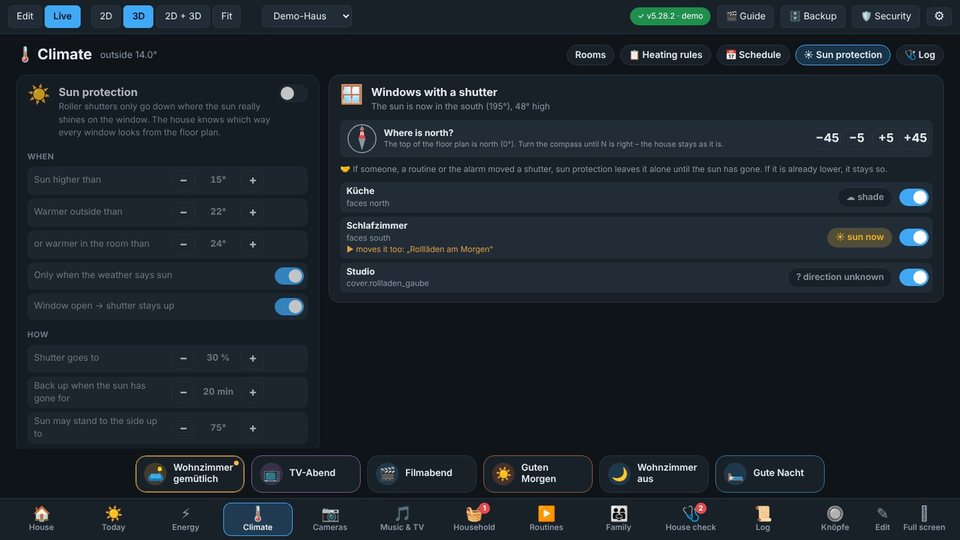 Edit Live 2D 3D 2D + 3D Fit Demo-Haus ✓ v5.28.2 · demo Guide Backup Security
Climate outside 14.0°
Rooms Heating rules Schedule Sun protection Log
Sun protection
Roller shutters only go down where the sun really
shines on the window. The house knows which way
every window looks from the floor plan.
WHEN
Sun higher than − 15° +
Warmer outside than − 22° +
or warmer in the room than − 24° +
Only when the weather says sun
Window open → shutter stays up
HOW
Shutter goes to − 30 % +
Back up when the sun has
gone for − 20 min +
Sun may stand to the side up
to − 75° +
Windows with a shutter
The sun is now in the south (195°), 48° high
N
Where is north?
The top of the floor plan is north (0°). Turn the compass until N is right – the house stays as it is.
−45 −5 +5 +45
If someone, a routine or the alarm moved a shutter, sun protection leaves it alone until the sun has gone. If it is already lower, it stays so.
Küche
faces north
shade
Schlafzimmer
faces south
▶ moves it too: „Rollläden am Morgen“
sun now
Studio
cover.rollladen_gaube
? direction unknown
Wohnzimmer
gemütlich
TV-Abend
Filmabend
Guten
Morgen
Wohnzimmer
aus
Gute Nacht
House Today Energy Climate Cameras Music & TV Household 1 Routines Family House check 2 Log Knöpfe Edit Full screen